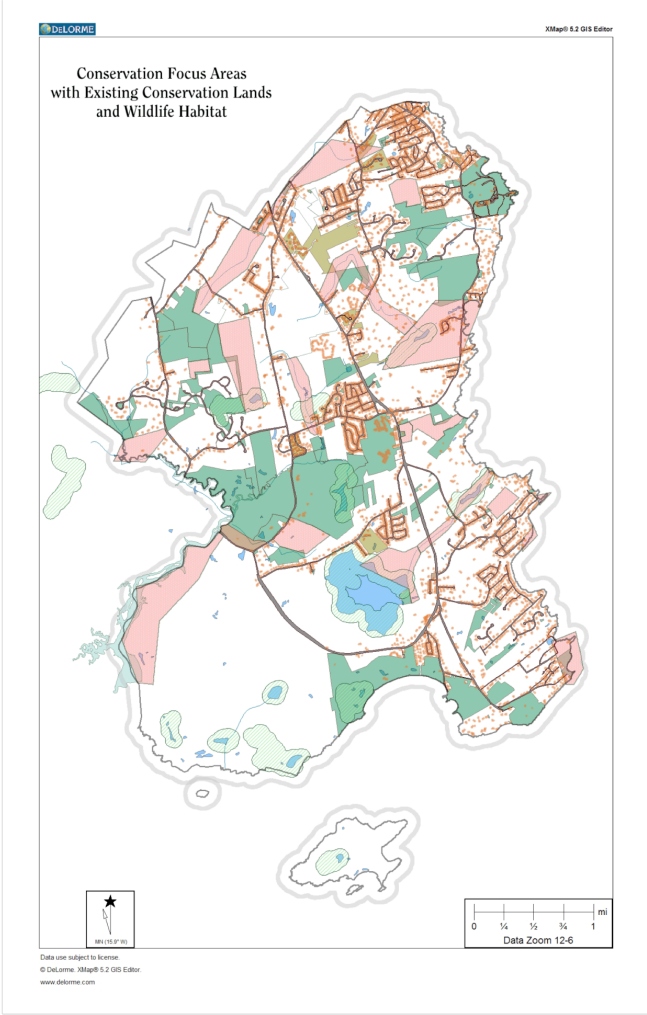 DELORME
XMap® 5.2 GIS Editor
Conservation Focus Areas
with Existing Conservation Lands
and Wildlife Habitat
MN (15.9° W)
mi
0 ¼ ½ ¾ 1
Data Zoom 12-6
Data use subject to license.
© DeLorme. XMap® 5.2 GIS Editor.
www.delorme.com